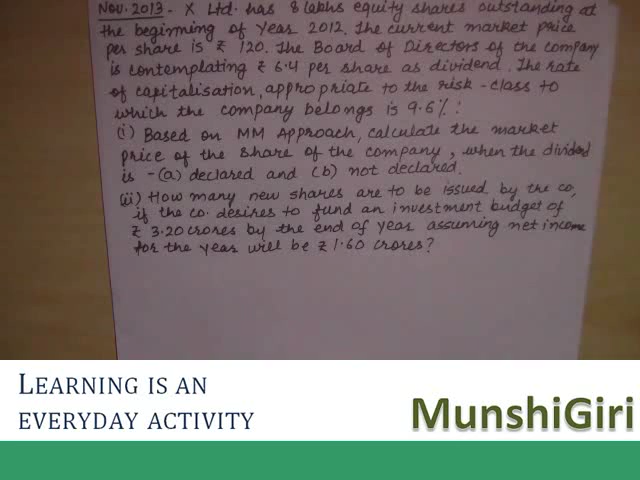 Nov. 2013 - X Ltd. has 8 lakhs equity shares outstanding at
the beginning of Year 2012. The current market price
per share is ₹ 120. The Board of Directors of the company
is contemplating ₹ 6.4 per share as dividend. The rate
of capitalisation, appropriate to the risk-class to
which the company belongs is 9.6% :
(i) Based on MM Approach, calculate the market
price of the share of the company, when the dividend
is - (a) declared and (b) not declared.
(ii) How many new shares are to be issued by the co,
if the co. desires to fund an investment budget of
₹ 3.20 crores by the end of year assuming net income
for the year will be ₹ 1.60 crores?
LEARNING IS AN
EVERYDAY ACTIVITY
MunshiGiri